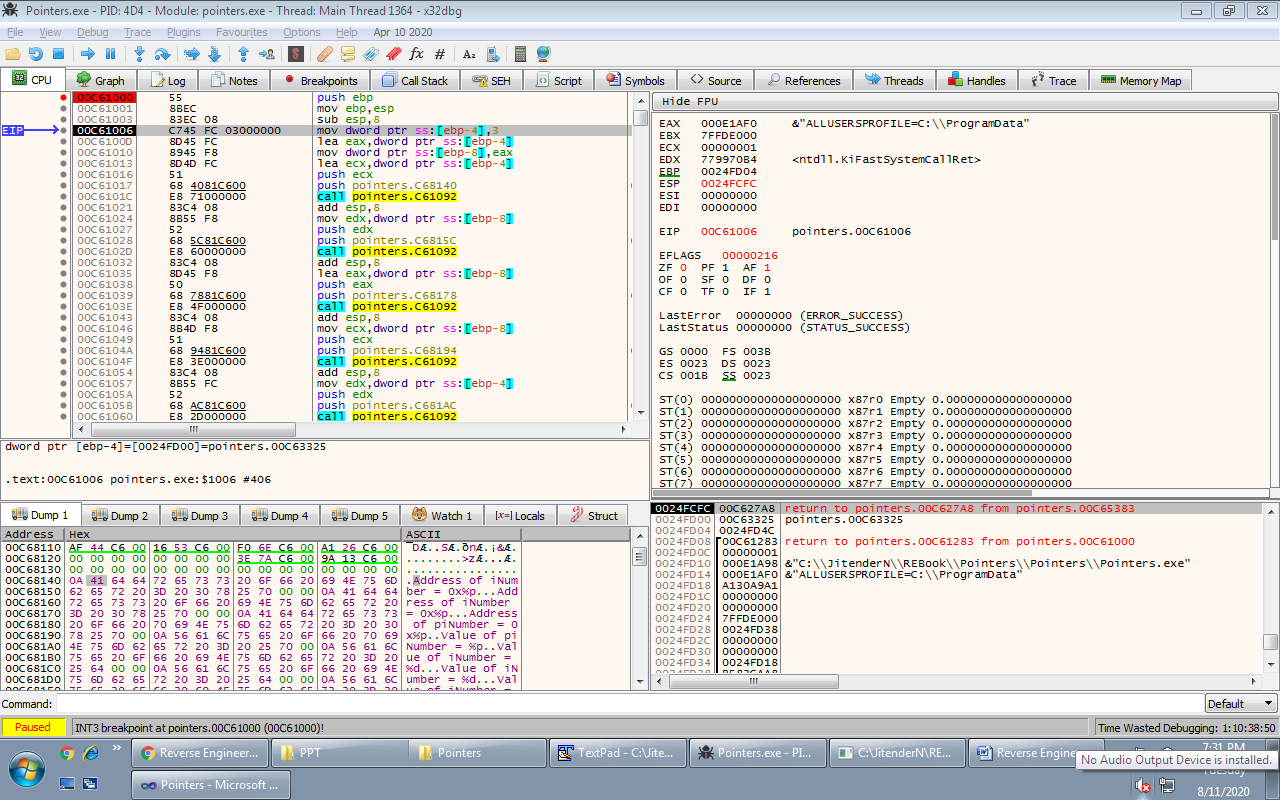 Pointers.exe - PID: 4D4 - Module: pointers.exe - Thread: Main Thread 1364 - x32dbg
File View Debug Trace Plugins Favourites Options Help Apr 10 2020
CPU Graph Log Notes Breakpoints Call Stack SEH Script Symbols Source References Threads Handles Trace Memory Map
00C61000 55 push ebp
00C61001 8BEC mov ebp,esp
00C61003 83EC 08 sub esp,8
EIP 00C61006 C745 FC 03000000 mov dword ptr ss:[ebp-4],3
00C6100D 8D45 FC lea eax,dword ptr ss:[ebp-4]
00C61010 8945 F8 mov dword ptr ss:[ebp-8],eax
00C61013 8D4D FC lea ecx,dword ptr ss:[ebp-4]
00C61016 51 push ecx
00C61017 68 4081C600 push pointers.C68140
00C6101C E8 71000000 call pointers.C61092
00C61021 83C4 08 add esp,8
00C61024 8B55 F8 mov edx,dword ptr ss:[ebp-8]
00C61027 52 push edx
00C61028 68 5C81C600 push pointers.C6815C
00C6102D E8 60000000 call pointers.C61092
00C61032 83C4 08 add esp,8
00C61035 8D45 F8 lea eax,dword ptr ss:[ebp-8]
00C61038 50 push eax
00C61039 68 7881C600 push pointers.C68178
00C6103E E8 4F000000 call pointers.C61092
00C61043 83C4 08 add esp,8
00C61046 8B4D F8 mov ecx,dword ptr ss:[ebp-8]
00C61049 51 push ecx
00C6104A 68 9481C600 push pointers.C68194
00C6104F E8 3E000000 call pointers.C61092
00C61054 83C4 08 add esp,8
00C61057 8B55 FC mov edx,dword ptr ss:[ebp-4]
00C6105A 52 push edx
00C6105B 68 AC81C600 push pointers.C681AC
00C61060 E8 2D000000 call pointers.C61092
dword ptr [ebp-4]=[0024FD00]=pointers.00C63325
.text:00C61006 pointers.exe:$1006 #406
Hide FPU
EAX 000E1AF0 &"ALLUSERSPROFILE=C:\\ProgramData"
EBX 7FFDE000
ECX 00000001
EDX 779970B4 <ntdll.KiFastSystemCallRet>
EBP 0024FD04
ESP 0024FCFC
ESI 00000000
EDI 00000000
EIP 00C61006 pointers.00C61006
EFLAGS 00000216
ZF 0 PF 1 AF 1
OF 0 SF 0 DF 0
CF 0 TF 0 IF 1
LastError 00000000 (ERROR_SUCCESS)
LastStatus 00000000 (STATUS_SUCCESS)
GS 0000 FS 003B
ES 0023 DS 0023
CS 001B SS 0023
ST(0) 00000000000000000000 x87r0 Empty 0.000000000000000000
ST(1) 00000000000000000000 x87r1 Empty 0.000000000000000000
ST(2) 00000000000000000000 x87r2 Empty 0.000000000000000000
ST(3) 00000000000000000000 x87r3 Empty 0.000000000000000000
ST(4) 00000000000000000000 x87r4 Empty 0.000000000000000000
ST(5) 00000000000000000000 x87r5 Empty 0.000000000000000000
ST(6) 00000000000000000000 x87r6 Empty 0.000000000000000000
ST(7) 00000000000000000000 x87r7 Empty 0.000000000000000000
Dump 1 Dump 2 Dump 3 Dump 4 Dump 5 Watch 1 [x=] Locals Struct
Address Hex ASCII
00C68110 AF 44 C6 00 16 53 C6 00 F0 6E C6 00 A1 26 C6 00 ¯DÆ..SÆ.ðnÆ.¡&Æ.
00C68120 00 00 00 00 00 00 00 00 3E 7A C6 00 9A 13 C6 00 ........>zÆ...Æ.
00C68130 00 00 00 00 00 00 00 00 00 00 00 00 00 00 00 00 ................
00C68140 0A 41 64 64 72 65 73 73 20 6F 66 20 69 4E 75 6D .Address of iNum
00C68150 62 65 72 20 3D 20 30 78 25 70 00 00 0A 41 64 64 ber = 0x%p...Add
00C68160 72 65 73 73 20 6F 66 20 69 4E 75 6D 62 65 72 20 ress of iNumber
00C68170 3D 20 30 78 25 70 00 00 0A 41 64 64 72 65 73 73 = 0x%p...Address
00C68180 20 6F 66 20 70 69 4E 75 6D 62 65 72 20 3D 20 30 of piNumber = 0
00C68190 78 25 70 00 0A 56 61 6C 75 65 20 6F 66 20 70 69 x%p..Value of pi
00C681A0 4E 75 6D 62 65 72 20 3D 20 25 70 00 0A 56 61 6C Number = %p..Val
00C681B0 75 65 20 6F 66 20 69 4E 75 6D 62 65 72 20 3D 20 ue of iNumber =
00C681C0 25 64 00 00 0A 56 61 6C 75 65 20 6F 66 20 69 4E %d...Value of iN
00C681D0 75 6D 62 65 72 20 3D 20 25 64 00 00 0A 56 61 6C umber = %d...Val
0024FCFC 00C627A8 return to pointers.00C627A8 from pointers.00C65383
0024FD00 00C63325 pointers.00C63325
0024FD04 0024FD4C
0024FD08 00C61283 return to pointers.00C61283 from pointers.00C61000
0024FD0C 00000001
0024FD10 000E1A98 &"C:\\JitenderN\\REBook\\Pointers\\Pointers\\Pointers.exe"
0024FD14 000E1AF0 &"ALLUSERSPROFILE=C:\\ProgramData"
0024FD18 A130A9A1
0024FD1C 00000000
0024FD20 00000000
0024FD24 7FFDE000
0024FD28 0024FD38
0024FD2C 00000000
0024FD30 00000000
0024FD34 0024FD18
Command: Default
Paused INT3 breakpoint at pointers.00C61000 (00C61000)! Time Wasted Debugging: 1:10:38:50
Reverse Engineer... PPT Pointers TextPad - C:\Jite... Pointers.exe - PI... C:\JitenderN\RE... Reverse Engine 7:31 PM
No Audio Output Device is installed.
Tuesday
Pointers - Microsoft ... 8/11/2020